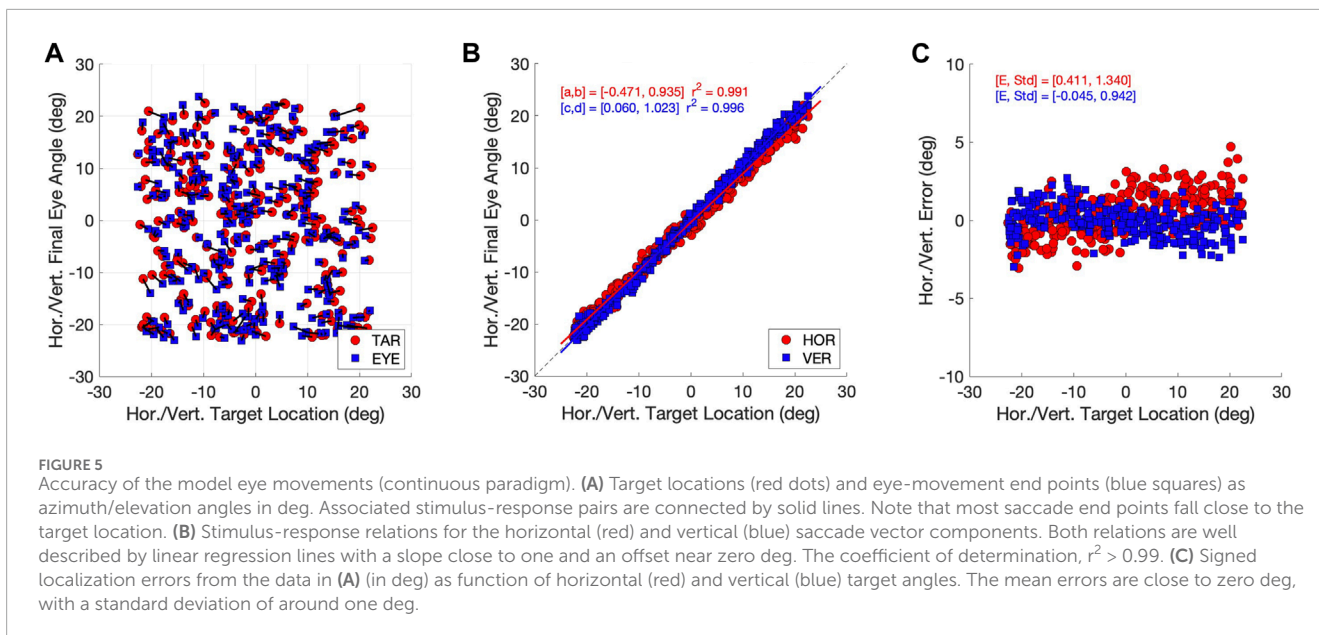 A
30
20
10
0
-10
-20
-30
-30
-20
-10
0
10
20
30
Hor./Vert. Final Eye Angle (deg)
Hor./Vert. Target Location (deg)
TAR
EYE
B
30
20
10
0
-10
-20
-30
-30
-20
-10
0
10
20
30
Hor./Vert. Final Eye Angle (deg)
Hor./Vert. Target Location (deg)
[a,b] = [-0.471, 0.935] r² = 0.991
[c,d] = [0.060, 1.023] r² = 0.996
HOR
VER
C
10
5
0
-5
-10
-30
-20
-10
0
10
20
30
Hor./Vert. Error (deg)
Hor./Vert. Target Location (deg)
[E, Std] = [0.411, 1.340]
[E, Std] = [-0.045, 0.942]
FIGURE 5
Accuracy of the model eye movements (continuous paradigm). (A) Target locations (red dots) and eye-movement end points (blue squares) as
azimuth/elevation angles in deg. Associated stimulus-response pairs are connected by solid lines. Note that most saccade end points fall close to the
target location. (B) Stimulus-response relations for the horizontal (red) and vertical (blue) saccade vector components. Both relations are well
described by linear regression lines with a slope close to one and an offset near zero deg. The coefficient of determination, r² > 0.99. (C) Signed
localization errors from the data in (A) (in deg) as function of horizontal (red) and vertical (blue) target angles. The mean errors are close to zero deg,
with a standard deviation of around one deg.